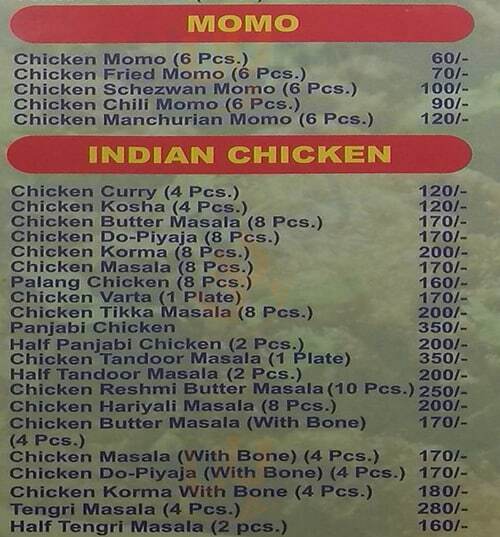 MOMO
Chicken Momo (6 Pcs.) 60/-
Chicken Fried Momo (6 Pcs.) 70/-
Chicken Schezwan Momo (6 Pcs.) 100/-
Chicken Chili Momo (6 Pcs.) 90/-
Chicken Manchurian Momo (6 Pcs.) 120/-
INDIAN CHICKEN
Chicken Curry (4 Pcs.) 120/-
Chicken Kosha (4 Pcs.) 120/-
Chicken Butter Masala (8 Pcs.) 170/-
Chicken Do-Piyaja (8 Pcs.) 170/-
Chicken Korma (8 Pcs.) 200/-
Chicken Masala (8 Pcs.) 170/-
Palang Chicken (8 Pcs.) 160/-
Chicken Varta (1 Plate) 170/-
Chicken Tikka Masala (8 Pcs.) 200/-
Panjabi Chicken 350/-
Half Panjabi Chicken (2 Pcs.) 200/-
Chicken Tandoor Masala (1 Plate) 350/-
Half Tandoor Masala (2 Pcs.) 200/-
Chicken Reshmi Butter Masala (10 Pcs.) 250/-
Chicken Hariyali Masala (8 Pcs.) 200/-
Chicken Butter Masala (With Bone) 170/-
(4 Pcs.)
Chicken Masala (With Bone) (4 Pcs.) 170/-
Chicken Do-Piyaja (With Bone) (4 Pcs.) 170/-
Chicken Korma With Bone (4 Pcs.) 180/-
Tengri Masala (4 Pcs.) 280/-
Half Tengri Masala (2 pcs.) 160/-